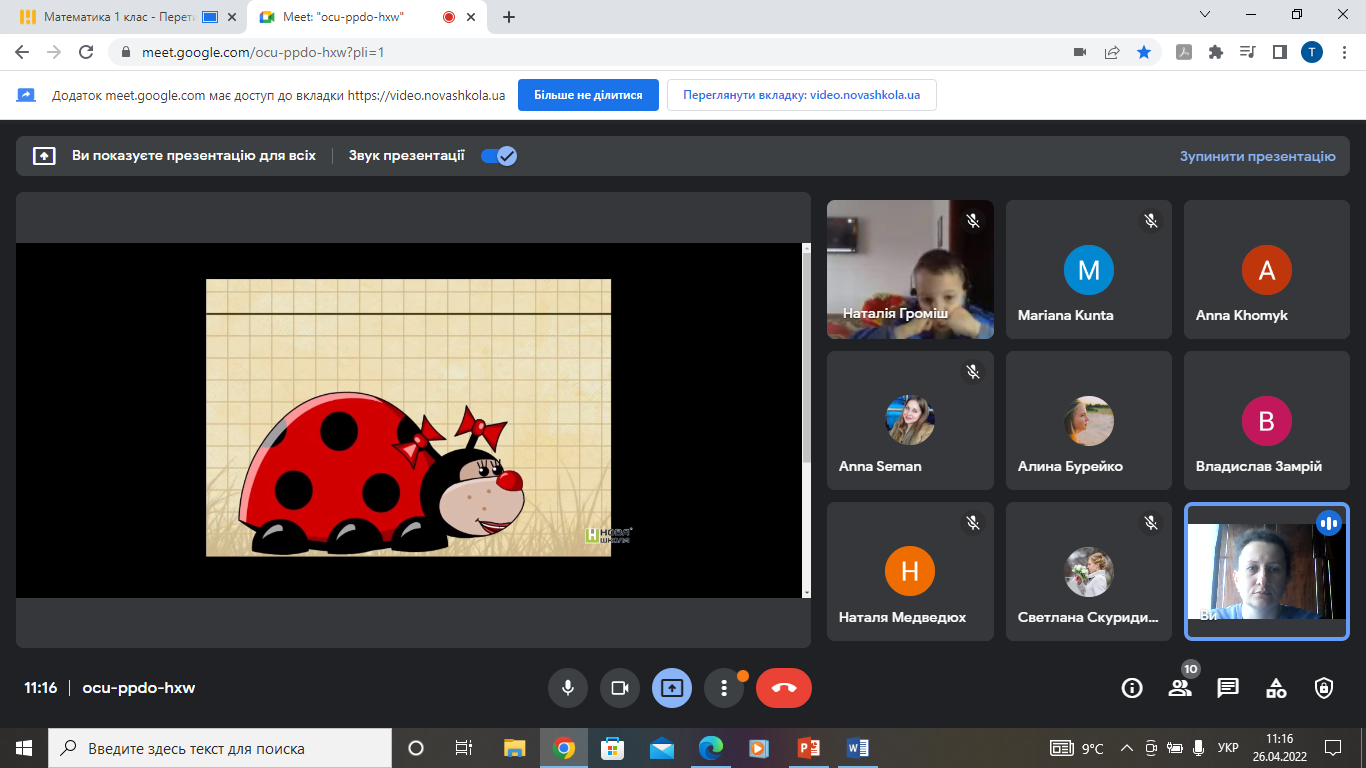 Математика 1 клас - Перет
Meet: "ocu-ppdo-hxw"
meet.google.com/ocu-ppdo-hxw?pli=1
T
Додаток meet.google.com має доступ до вкладки https://video.novashkola.ua
Більше не ділитися
Переглянути вкладку: video.novashkola.ua
Ви показуєте презентацію для всіх
Звук презентації
Зупинити презентацію
Наталія Громіш
M
Mariana Kunta
A
Anna Khomyk
Anna Seman
Алина Бурейко
В
Владислав Замрій
Н
Наталя Медведюх
Светлана Скуриди...
Ви
Н НОВА
ШКОЛА
11:16
ocu-ppdo-hxw
10
Введите здесь текст для поиска
9°C
УКР
11:16
26.04.2022